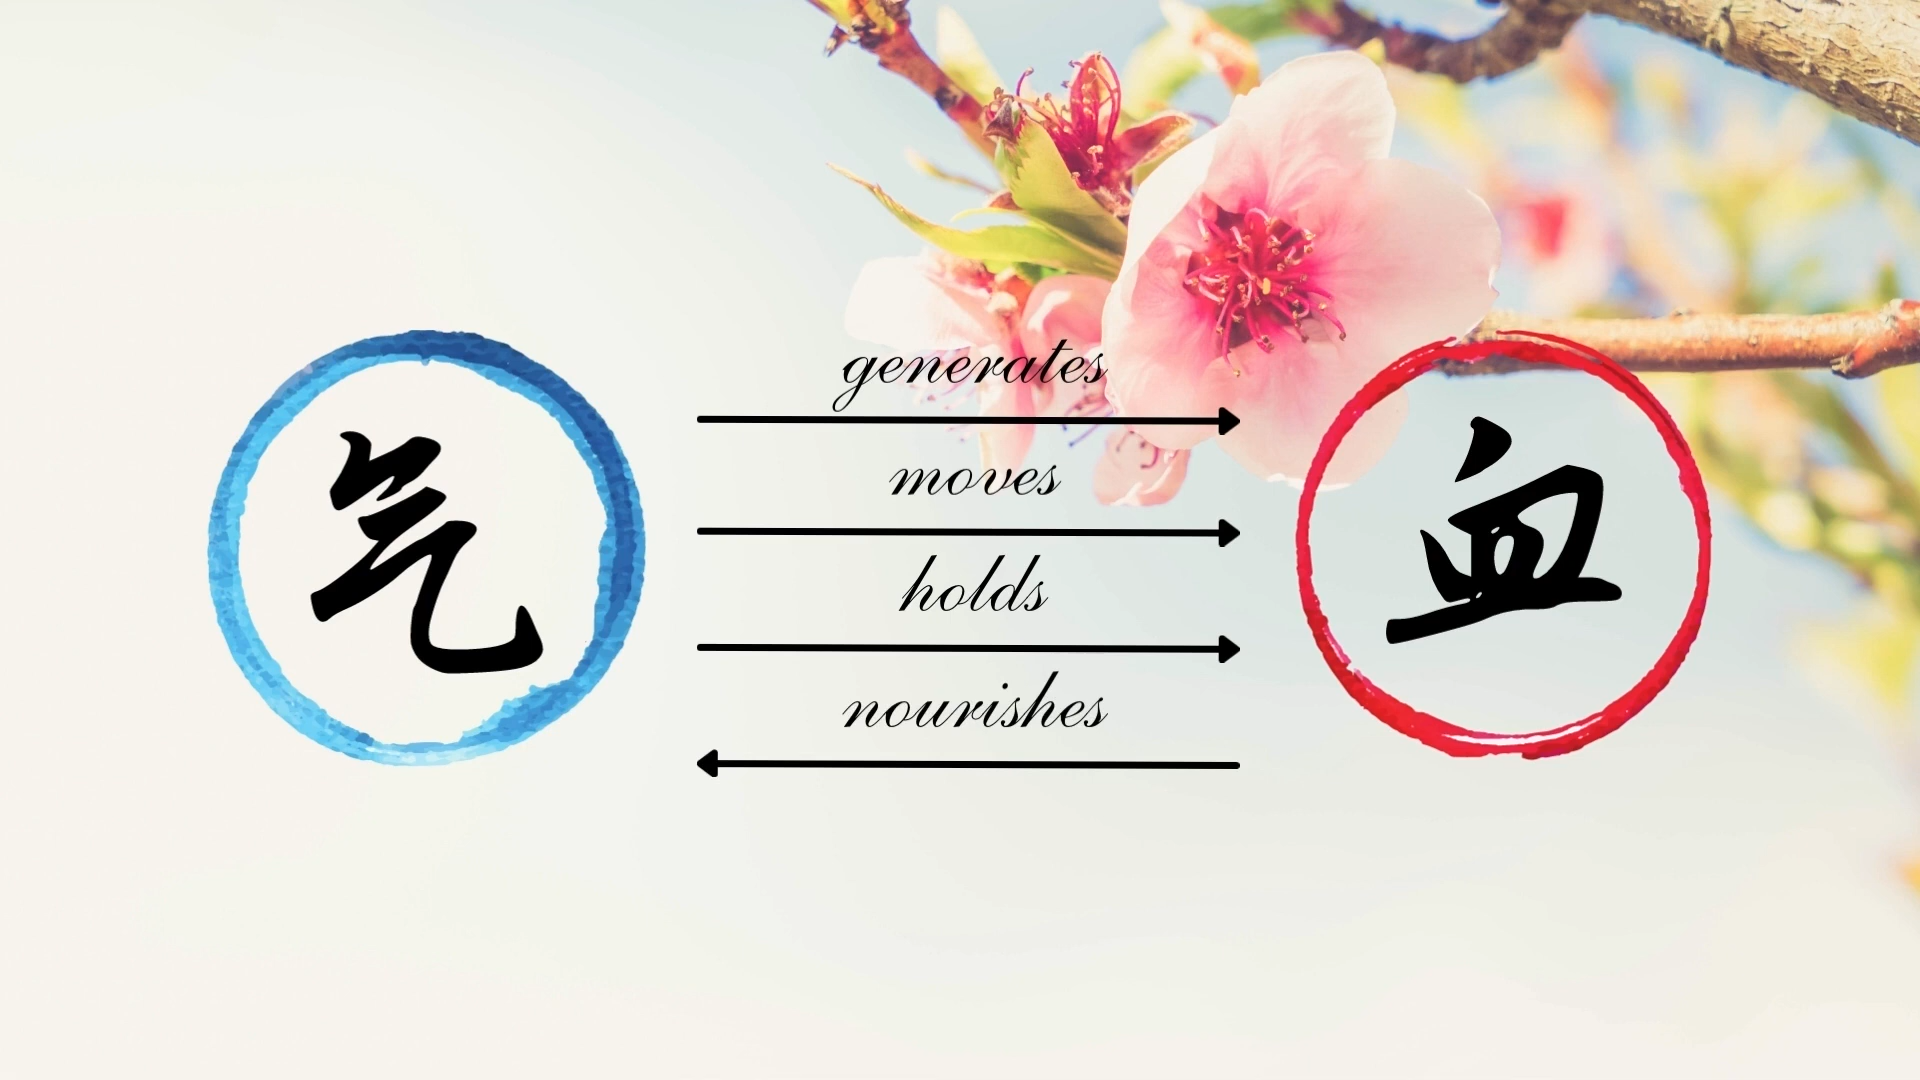 气
generates
moves
holds
nourishes
血